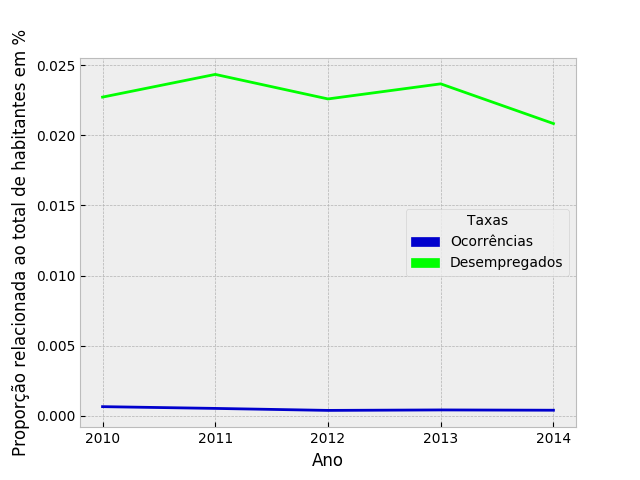 Proporção relacionada ao total de habitantes em %
0.025
0.020
0.015
0.010
0.005
0.000
Taxas
Ocorrências
Desempregados
2010 2011 2012 2013 2014
Ano